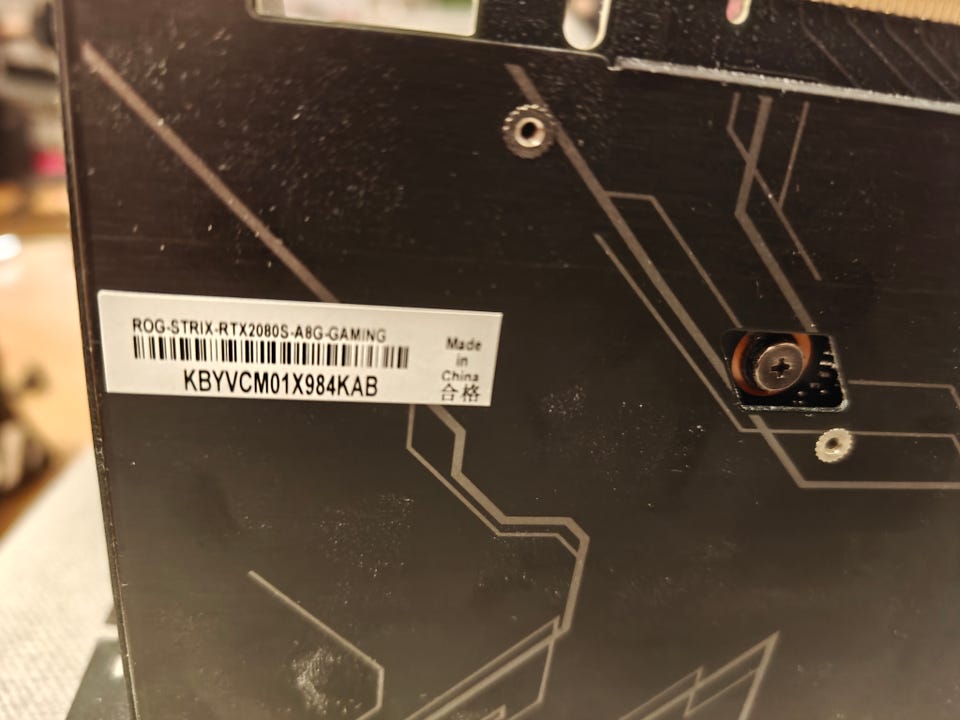 ROG-STRIX-RTX2080S-A8G-GAMING
KBYVCM01X984KAB
Made
in
China
合格